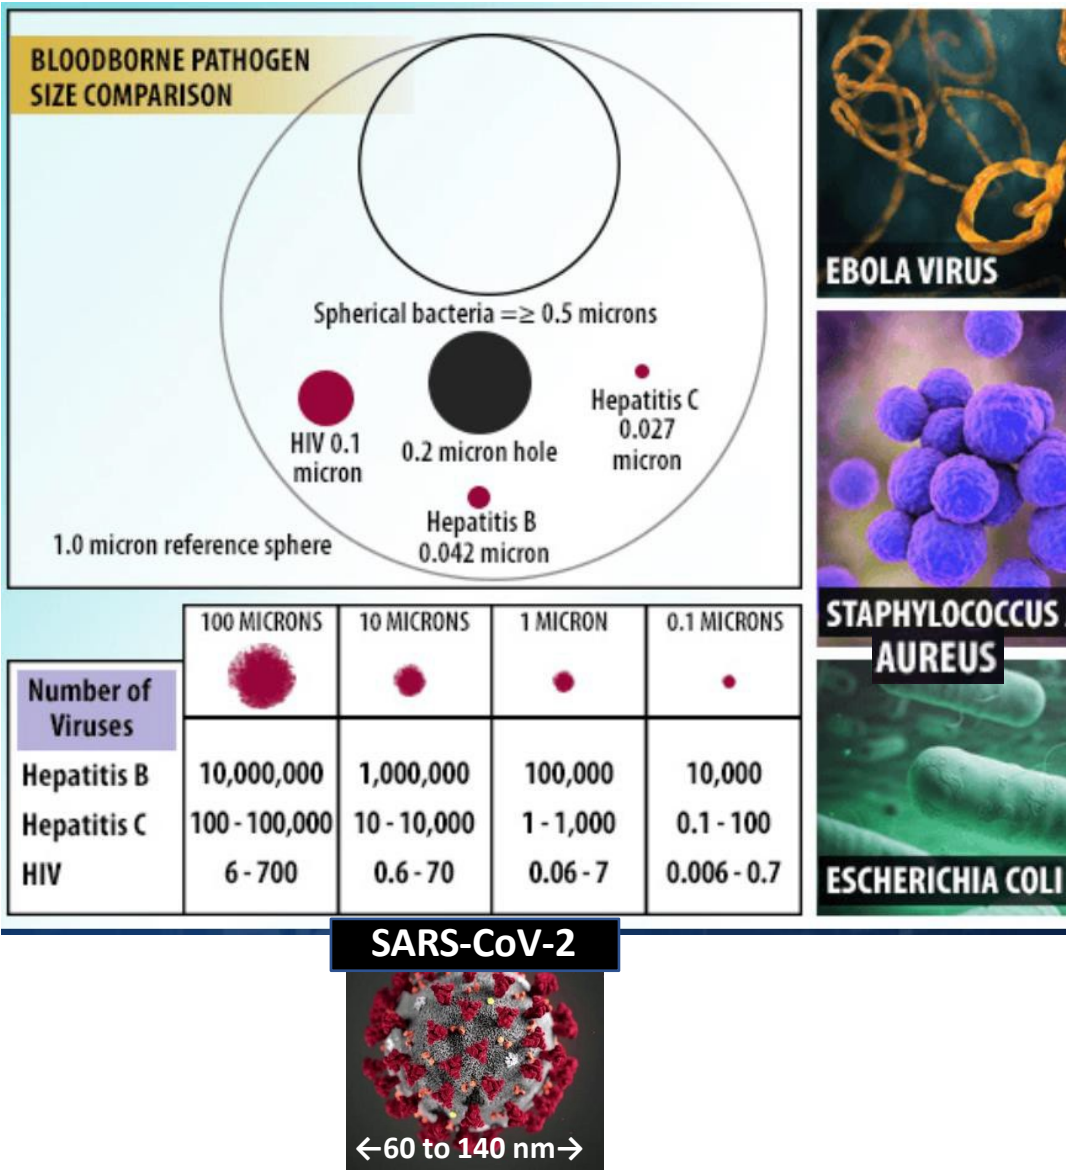 BLOODBORNE PATHOGEN
SIZE COMPARISON
Spherical bacteria =≥ 0.5 microns
HIV 0.1
micron
0.2 micron hole
Hepatitis C
0.027
micron
Hepatitis B
0.042 micron
1.0 micron reference sphere
EBOLA VIRUS
STAPHYLOCOCCUS
AUREUS
ESCHERICHIA COLI
100 MICRONS 10 MICRONS 1 MICRON 0.1 MICRONS
Number of
Viruses
Hepatitis B 10,000,000 1,000,000 100,000 10,000
Hepatitis C 100 - 100,000 10 - 10,000 1 - 1,000 0.1 - 100
HIV 6 - 700 0.6 - 70 0.06 - 7 0.006 - 0.7
SARS-CoV-2
←60 to 140 nm→